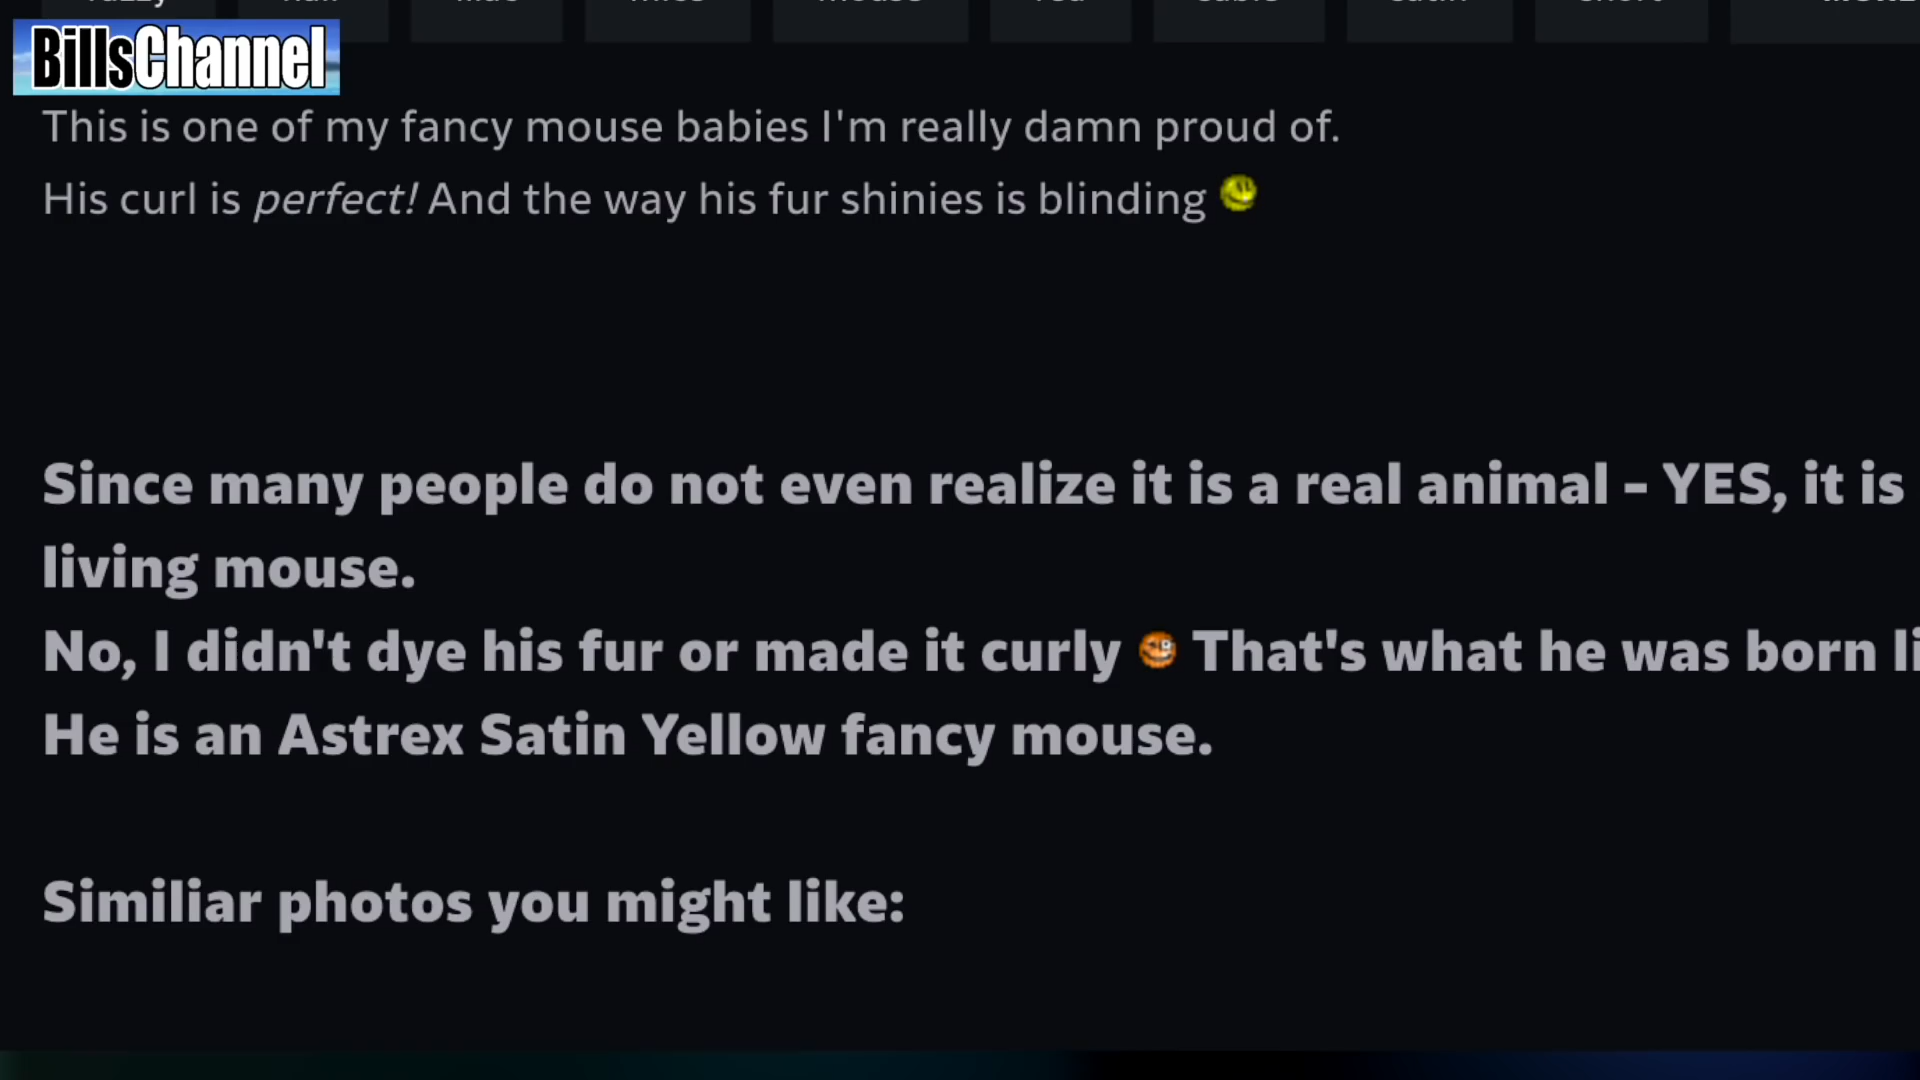 BillsChannel
This is one of my fancy mouse babies I'm really damn proud of.
His curl is perfect! And the way his fur shinies is blinding
Since many people do not even realize it is a real animal - YES, it is
living mouse.
No, I didn't dye his fur or made it curly That's what he was born
He is an Astrex Satin Yellow fancy mouse.
Similiar photos you might like: